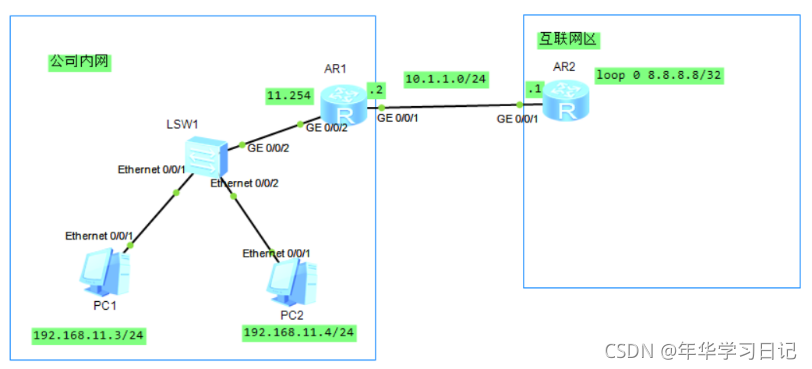 公司内网
互联网区
AR1
AR2
10.1.1.0/24
loop 0 8.8.8.8/32
11.254
.2
.1
R
R
GE 0/0/1
GE 0/0/1
GE 0/0/2
LSW1
GE 0/0/2
Ethernet 0/0/1
Ethernet 0/0/2
Ethernet 0/0/1
Ethernet 0/0/1
PC1
PC2
192.168.11.3/24
192.168.11.4/24
CSDN @年华学习日记